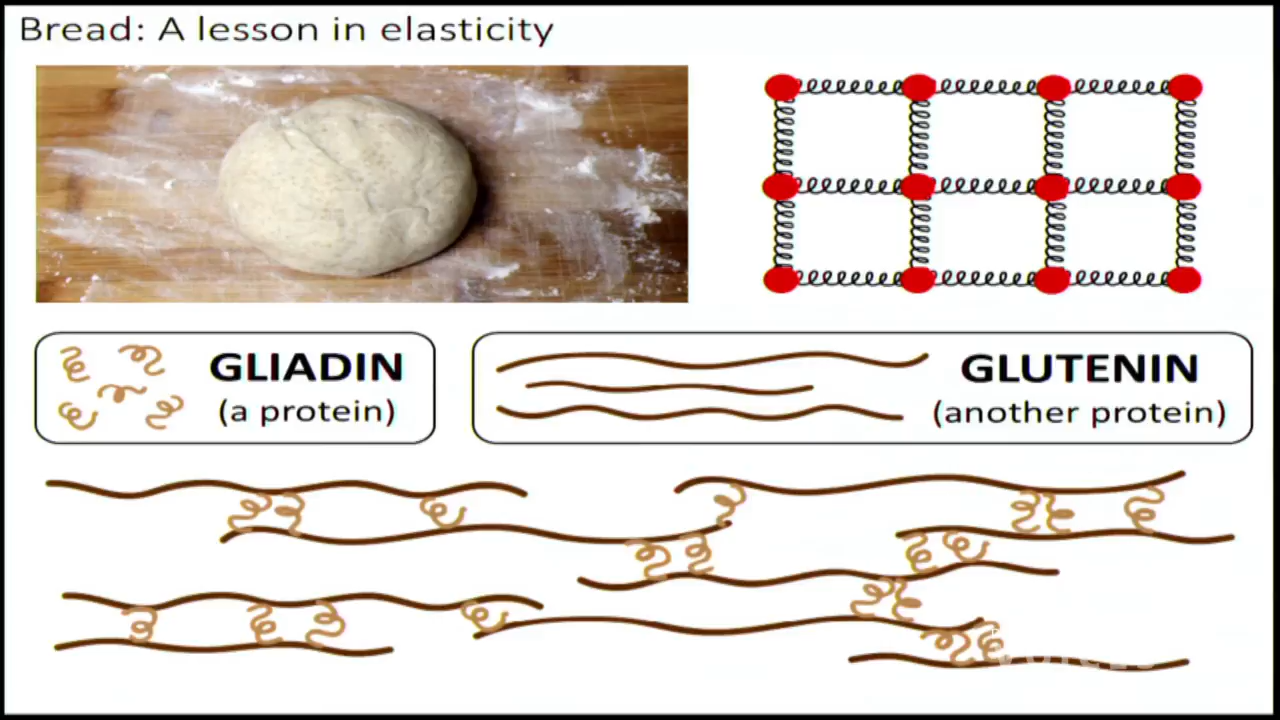 Bread: A lesson in elasticity
GLIADIN
(a protein)
GLUTENIN
(another protein)